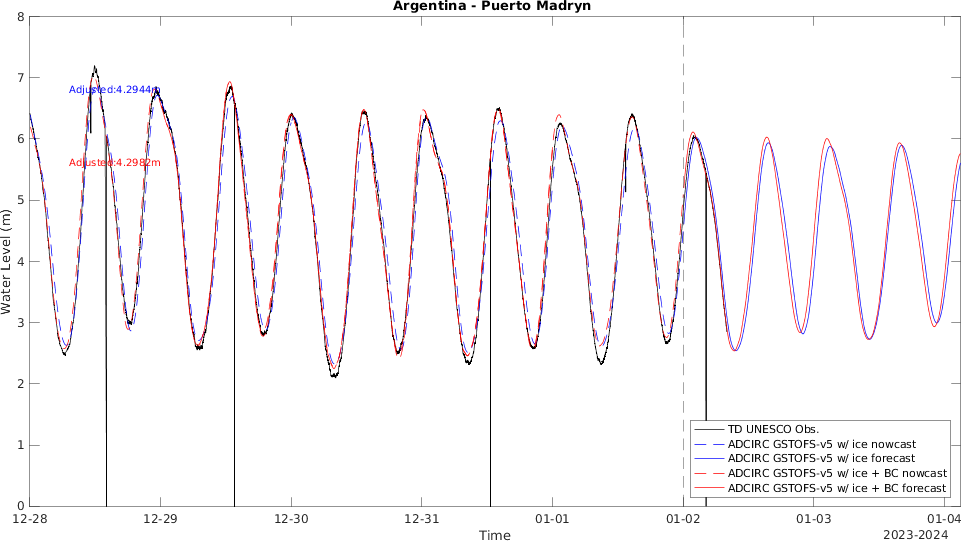 Argentina - Puerto Madryn
8
7
6
5
4
3
2
1
0
Water Level (m)
Adjusted:4.2944m
Adjusted:4.2982m
TD UNESCO Obs.
ADCIRC GSTOFS-v5 w/ ice nowcast
ADCIRC GSTOFS-v5 w/ ice forecast
ADCIRC GSTOFS-v5 w/ ice + BC nowcast
ADCIRC GSTOFS-v5 w/ ice + BC forecast
12-28 12-29 12-30 12-31 01-01 01-02 01-03 01-04
Time
2023-2024